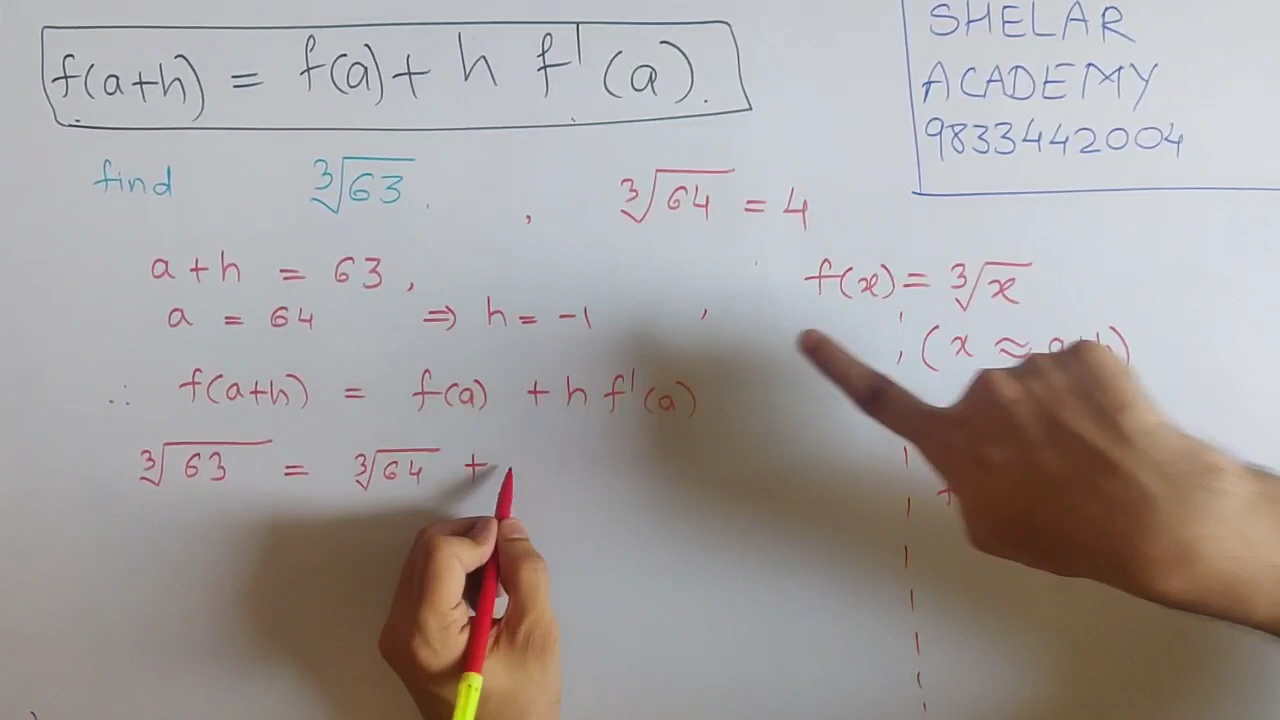 f(a+h) = f(a) + h f'(a).
SHELAR
ACADEMY
9833442004
find ∛63. , ∛64 = 4
a + h = 63,
a = 64 ⇒ h = -1 ,
∴ f(a+h) = f(a) + h f'(a)
∛63 = ∛64 +
f(x) = ∛x
, (x ≈ a+h)